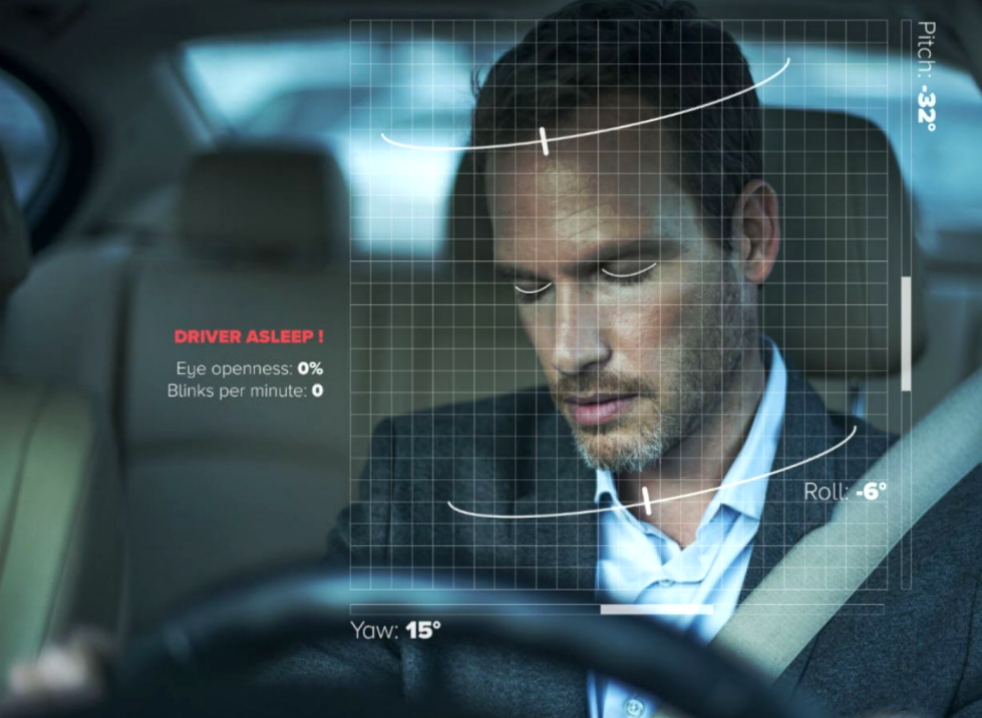 Pitch: -32°
DRIVER ASLEEP !
Eye openness: 0%
Blinks per minute: 0
Roll: -6°
Yaw: 15°